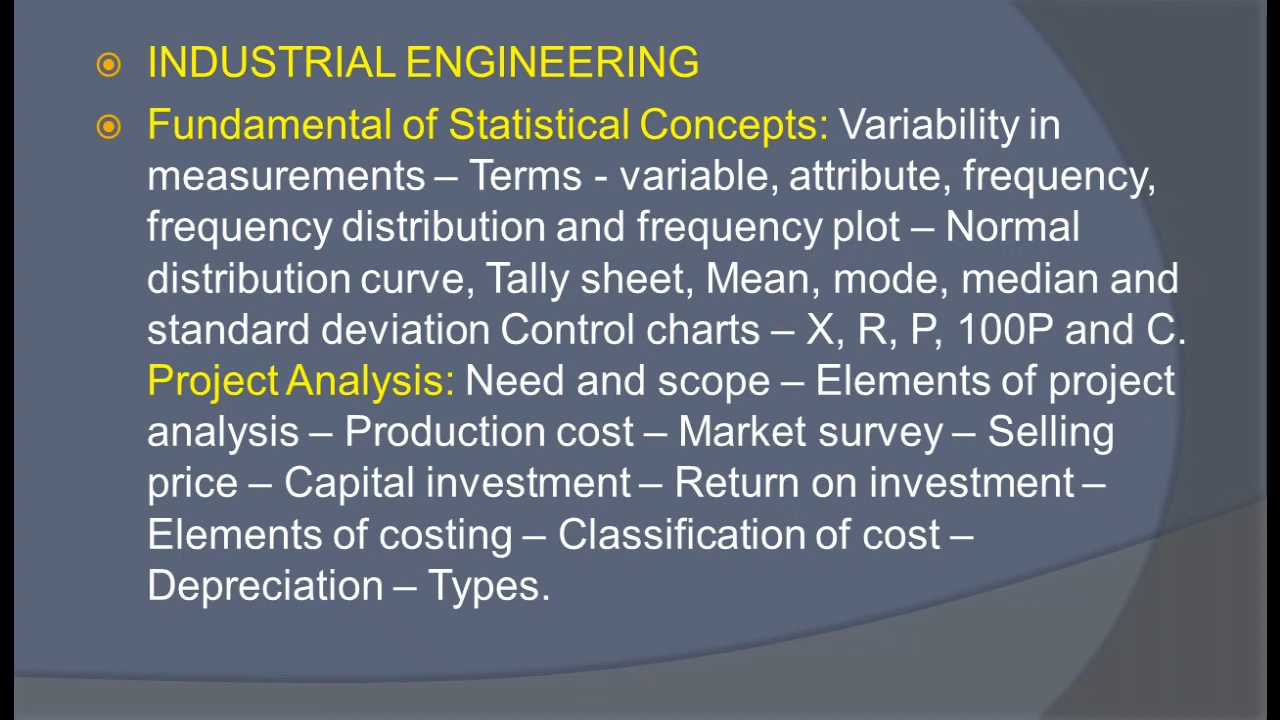 INDUSTRIAL ENGINEERING
Fundamental of Statistical Concepts: Variability in
measurements – Terms - variable, attribute, frequency,
frequency distribution and frequency plot – Normal
distribution curve, Tally sheet, Mean, mode, median and
standard deviation Control charts – X, R, P, 100P and C.
Project Analysis: Need and scope – Elements of project
analysis – Production cost – Market survey – Selling
price – Capital investment – Return on investment –
Elements of costing – Classification of cost –
Depreciation – Types.